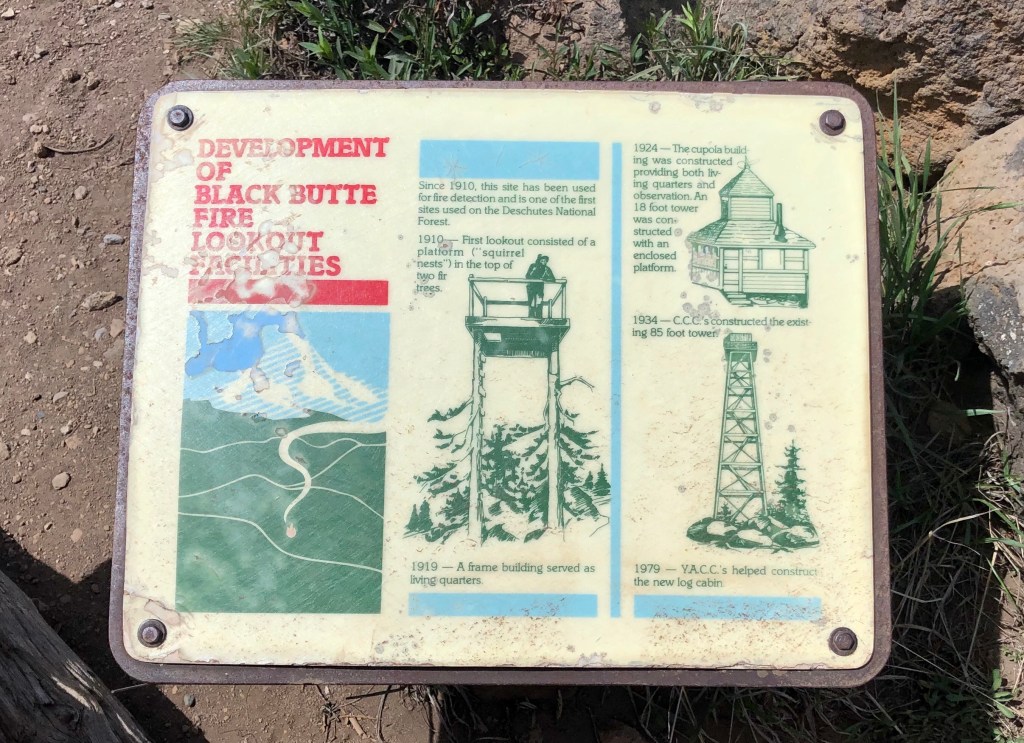 DEVELOPMENT
OF
BLACK BUTTE
FIRE
LOOKOUT
FACILITIES
Since 1910, this site has been used
for fire detection and is one of the first
sites used on the Deschutes National
Forest.
1910 — First lookout consisted of a
platform ("squirrel
nests") in the top of
two fir
trees.
1919 — A frame building served as
living quarters.
1924 — The cupola build-
ing was constructed
providing both liv-
ing quarters and
observation. An
18 foot tower
was con-
structed
with an
enclosed
platform.
1934 — C.C.C.'s constructed the exist-
ing 85 foot tower.
1979 — Y.A.C.C.'s helped construct
the new log cabin.